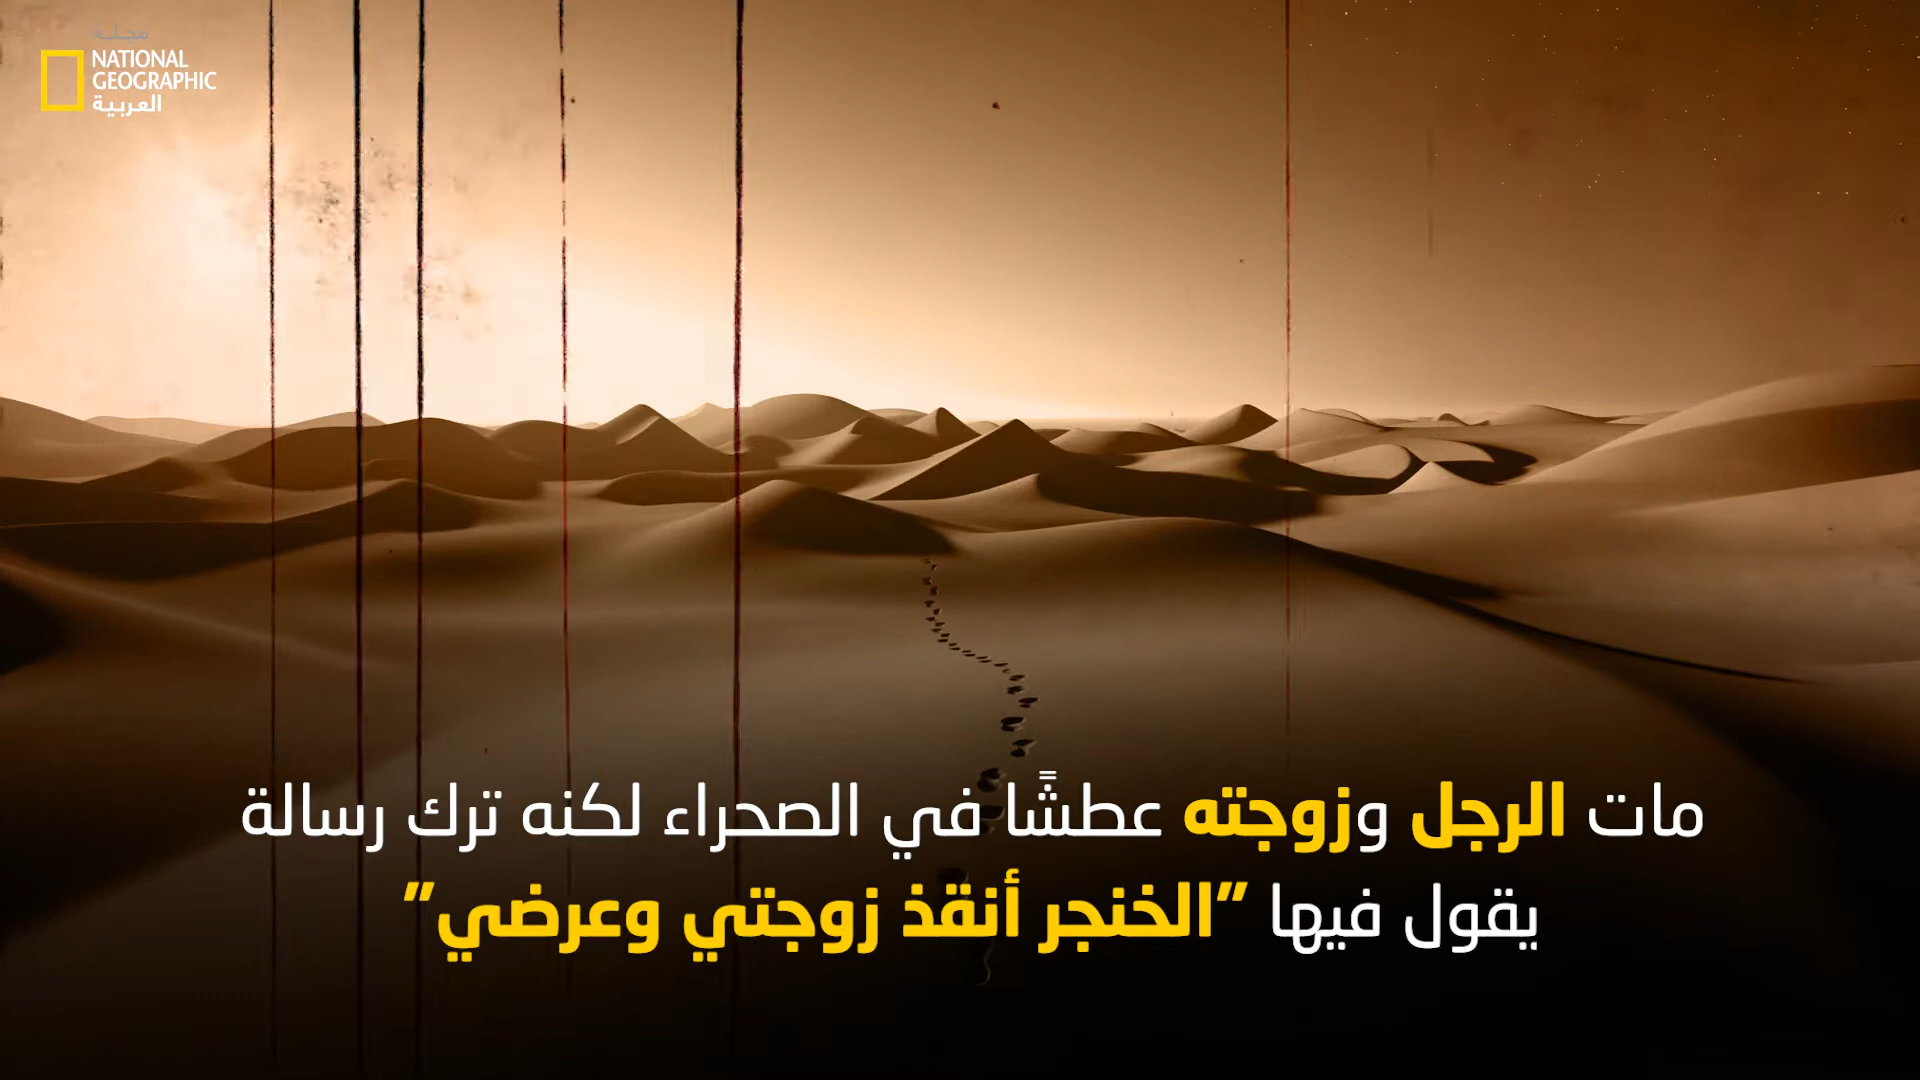 مجلة
NATIONAL
GEOGRAPHIC
العربية
مات الرجل وزوجته عطشًا في الصحراء لكنه ترك رسالة
يقول فيها ”الخنجر أنقذ زوجتي وعرضي”